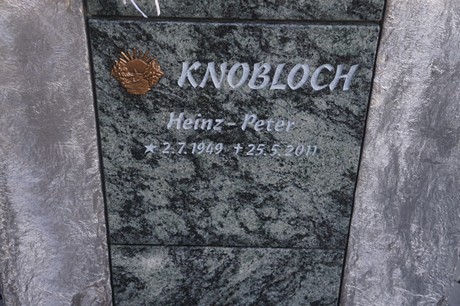 KNOBLOCH
Heinz-Peter
★ 2.7.1949 ✝ 25.5.2011